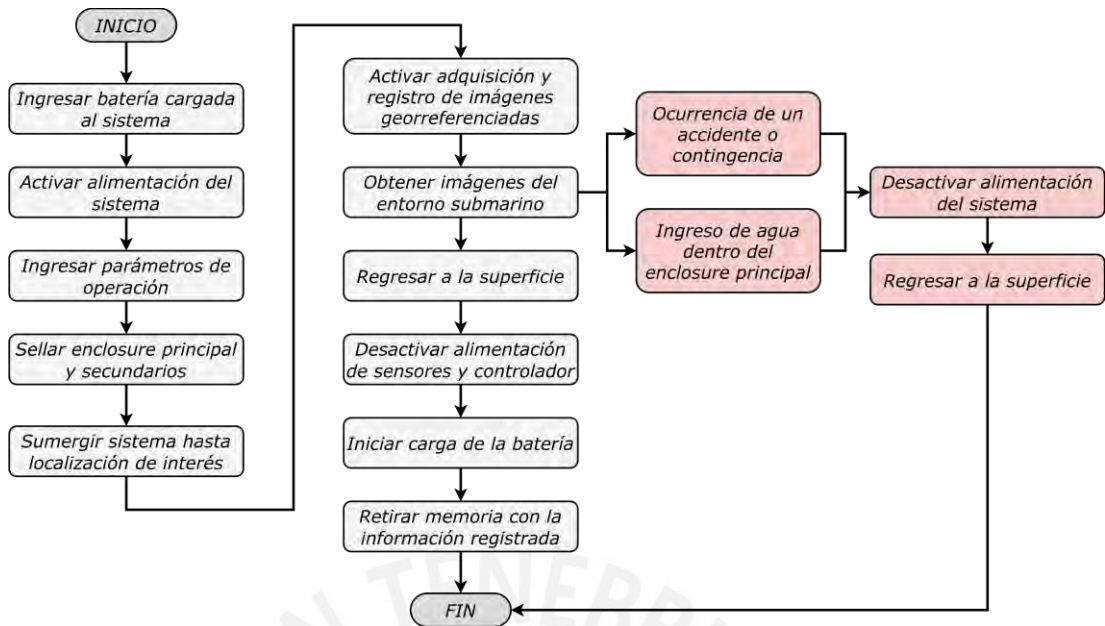 INICIO
Ingresar batería cargada
al sistema
Activar alimentación del
sistema
Ingresar parámetros de
operación
Sellar enclosure principal
y secundarios
Sumergir sistema hasta
localización de interés
Activar adquisición y
registro de imágenes
georreferenciadas
Obtener imágenes del
entorno submarino
Regresar a la superficie
Desactivar alimentación
de sensores y controlador
Iniciar carga de la batería
Retirar memoria con la
información registrada
FIN
Ocurrencia de un
accidente o
contingencia
Ingreso de agua
dentro del
enclosure principal
Desactivar alimentación
del sistema
Regresar a la superficie